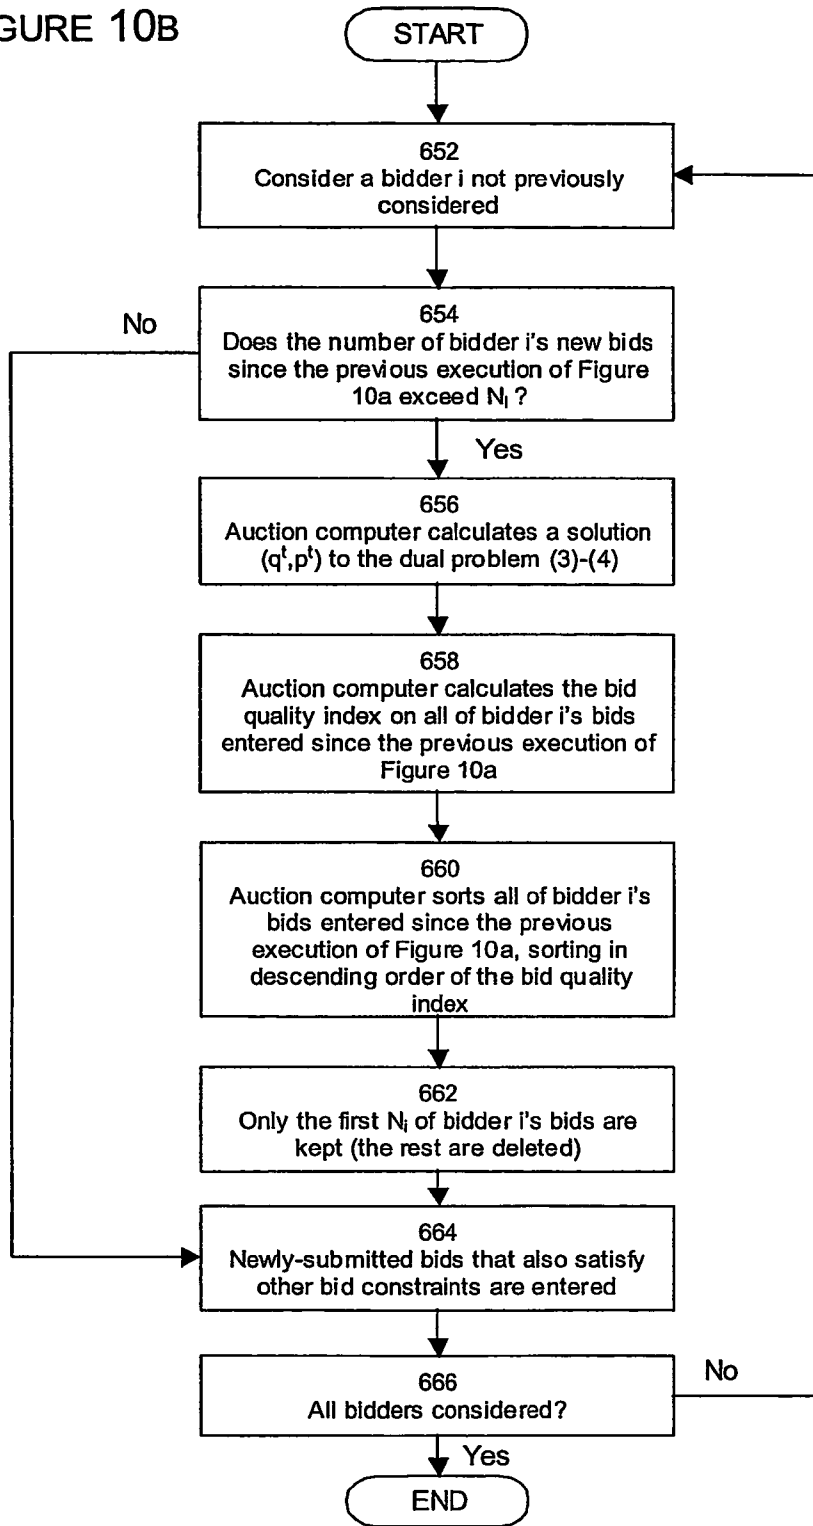 GURE 10B
START
652
Consider a bidder i not previously
considered
No
654
Does the number of bidder i's new bids
since the previous execution of Figure
10a exceed Ni ?
Yes
656
Auction computer calculates a solution
(qt,pt) to the dual problem (3)-(4)
658
Auction computer calculates the bid
quality index on all of bidder i's bids
entered since the previous execution of
Figure 10a
660
Auction computer sorts all of bidder i's
bids entered since the previous
execution of Figure 10a, sorting in
descending order of the bid quality
index
662
Only the first Ni of bidder i's bids are
kept (the rest are deleted)
664
Newly-submitted bids that also satisfy
other bid constraints are entered
666
All bidders considered?
No
Yes
END